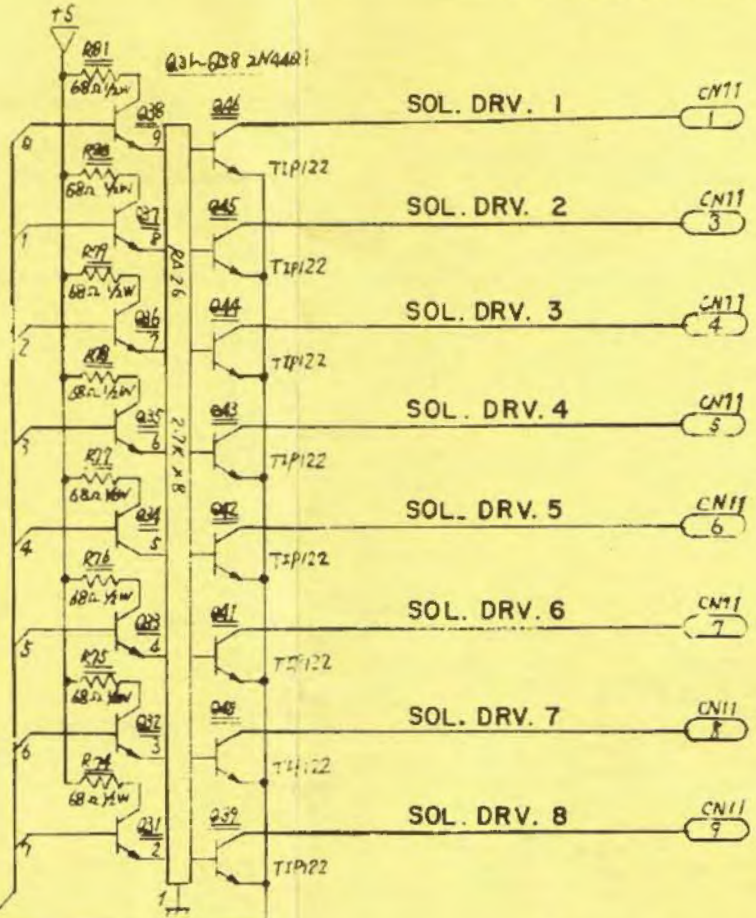 +5
R81
68Ω ½W
Q31~Q38 2N4401
0
Q38
9
Q46
TIP122
SOL. DRV. 1
CN11
1
R80
68Ω ½W
1
Q37
8
Q45
TIP122
SOL. DRV. 2
CN11
3
R79
68Ω ½W
RA26
2
Q36
7
Q44
TIP122
SOL. DRV. 3
CN11
4
R78
68Ω ½W
3
Q35
6
Q43
TIP122
SOL. DRV. 4
CN11
5
2.7K x8
R77
68Ω ½W
4
Q34
5
Q42
TIP122
SOL. DRV. 5
CN11
6
R76
68Ω ½W
5
Q33
4
Q41
TIP122
SOL. DRV. 6
CN11
7
R75
68Ω ½W
6
Q32
3
Q40
TIP122
SOL. DRV. 7
CN11
8
R74
68Ω ½W
7
Q31
2
Q39
TIP122
SOL. DRV. 8
CN11
9
1